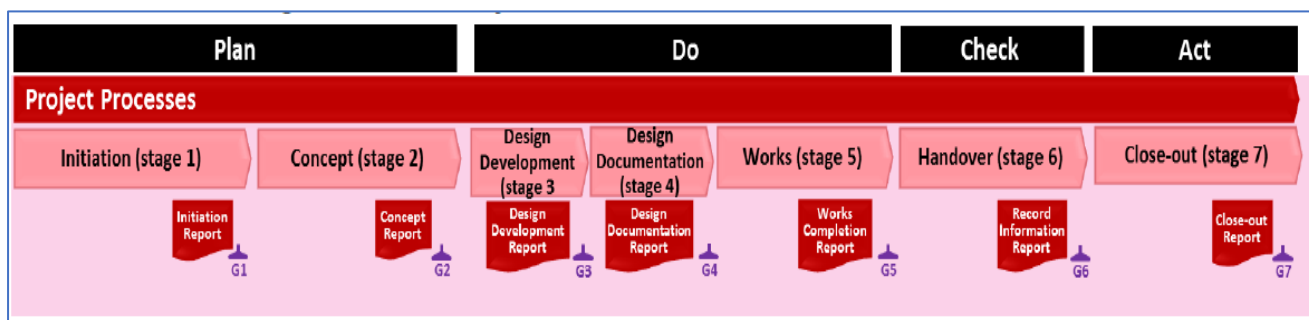 Plan
Do
Check
Act
Project Processes
Initiation (stage 1)
Concept (stage 2)
Design
Development
(stage 3
Design
Documentation
(stage 4)
Works (stage 5)
Handover (stage 6)
Close-out (stage 7)
Initiation
Report
G1
Concept
Report
G2
Design
Development
Report
G3
Design
Documentation
Report
G4
Works
Completion
Report
G5
Record
Information
Report
G6
Close-out
Report
G7